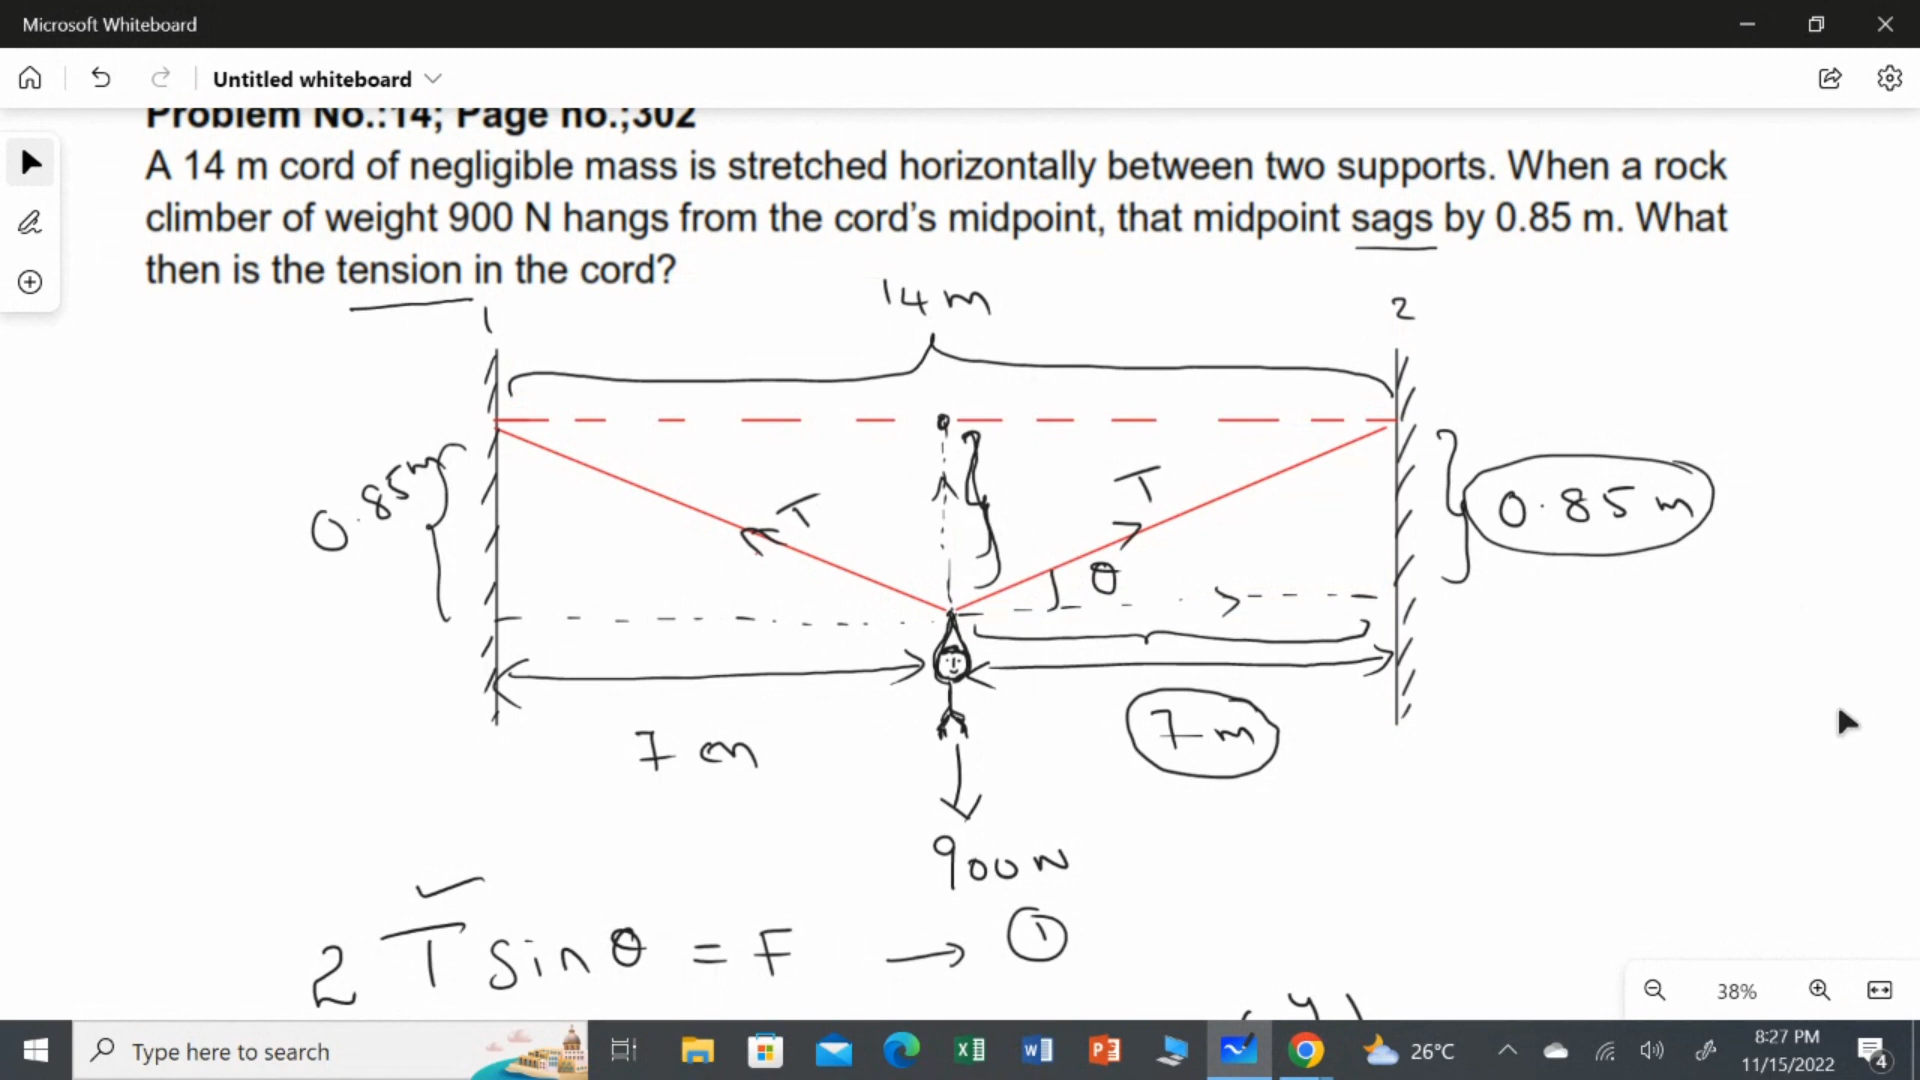 Microsoft Whiteboard
Untitled whiteboard
Problem No.:14; Page no.;302
A 14 m cord of negligible mass is stretched horizontally between two supports. When a rock
climber of weight 900 N hangs from the cord's midpoint, that midpoint sags by 0.85 m. What
then is the tension in the cord?
14 m
1
2
0.85m
T
T
θ
0.85 m
7 m
7 m
900N
2 T sin θ = F → ①
38%
Type here to search
26°C
8:27 PM
11/15/2022
4